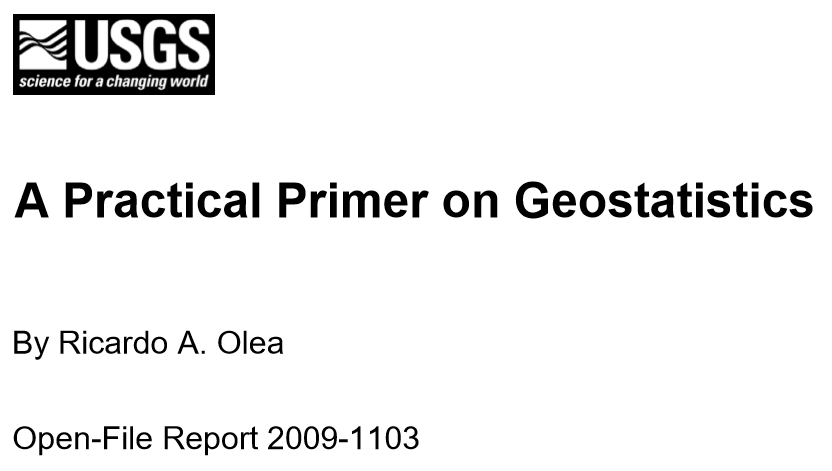 USGS
science for a changing world
A Practical Primer on Geostatistics
By Ricardo A. Olea
Open-File Report 2009-1103